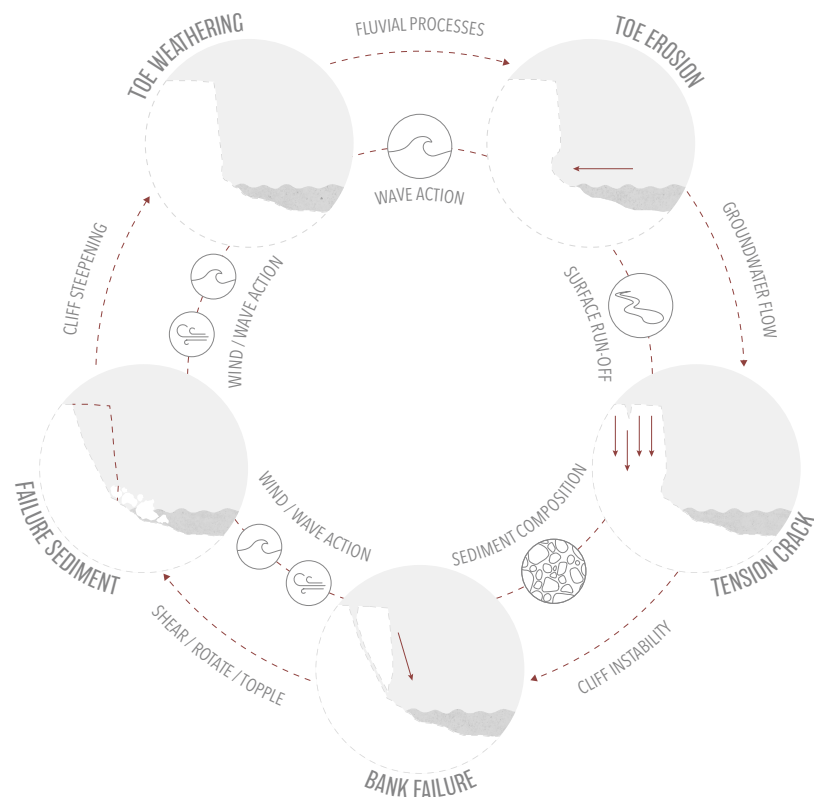 TOE WEATHERING
FLUVIAL PROCESSES
TOE EROSION
WAVE ACTION
GROUNDWATER FLOW
SURFACE RUN-OFF
TENSION CRACK
SEDIMENT COMPOSITION
CLIFF INSTABILITY
BANK FAILURE
WIND / WAVE ACTION
SHEAR / ROTATE / TOPPLE
FAILURE SEDIMENT
WIND / WAVE ACTION
CLIFF STEEPENING